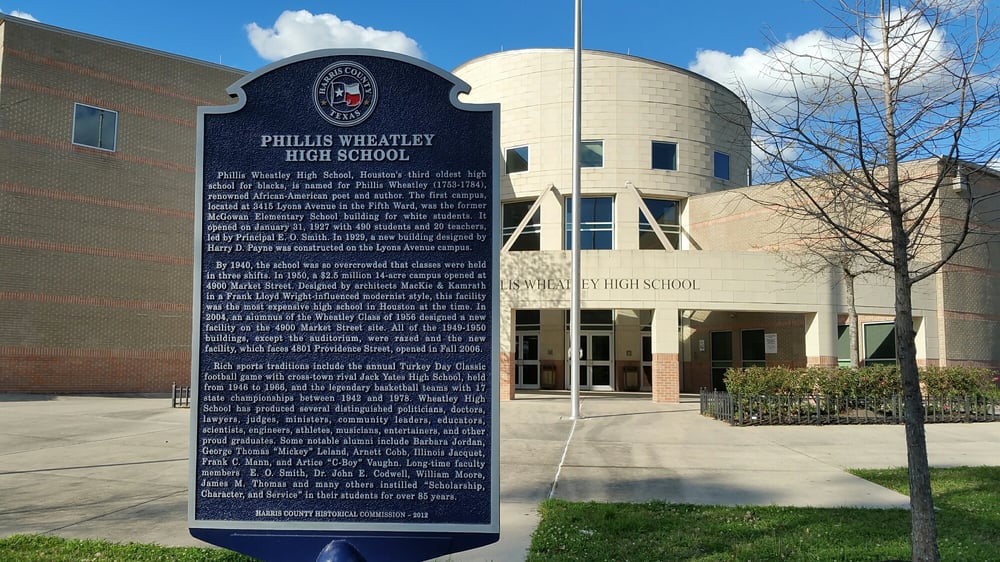 HARRIS COUNTY
TEXAS
PHILLIS WHEATLEY
HIGH SCHOOL
Phillis Wheatley High School, Houston's third oldest high
school for blacks, is named for Phillis Wheatley (1753-1784),
renowned African-American poet and author. The first campus,
located at 3415 Lyons Avenue in the Fifth Ward, was the former
McGowan Elementary School building for white students. It
opened on January 31, 1927 with 490 students and 20 teachers,
led by Principal E. O. Smith. In 1929, a new building designed by
Harry D. Payne was constructed on the Lyons Avenue campus.
By 1940, the school was so overcrowded that classes were held
in three shifts. In 1950, a $2.5 million 14-acre campus opened at
4900 Market Street. Designed by architects MacKie & Kamrath
in a Frank Lloyd Wright-influenced modernist style, this facility
was the most expensive high school in Houston at the time. In
2004, an alumnus of the Wheatley Class of 1956 designed a new
facility on the 4900 Market Street site. All of the 1949-1950
buildings, except the auditorium, were razed and the new
facility, which faces 4801 Providence Street, opened in Fall 2006.
Rich sports traditions include the annual Turkey Day Classic
football game with cross-town rival Jack Yates High School, held
from 1946 to 1966, and the legendary basketball teams with 17
state championships between 1942 and 1978. Wheatley High
School has produced several distinguished politicians, doctors,
lawyers, judges, ministers, community leaders, educators,
scientists, engineers, athletes, musicians, entertainers, and other
proud graduates. Some notable alumni include Barbara Jordan,
George Thomas "Mickey" Leland, Arnett Cobb, Illinois Jacquet,
Frank C. Mann, and Artice "C-Boy" Vaughn. Long-time faculty
members E. O. Smith, Dr. John E. Codwell, William Moore,
James M. Thomas and many others instilled "Scholarship,
Character, and Service" in their students for over 85 years.
HARRIS COUNTY HISTORICAL COMMISSION - 2012
LIS WHEATLEY HIGH SCHOOL